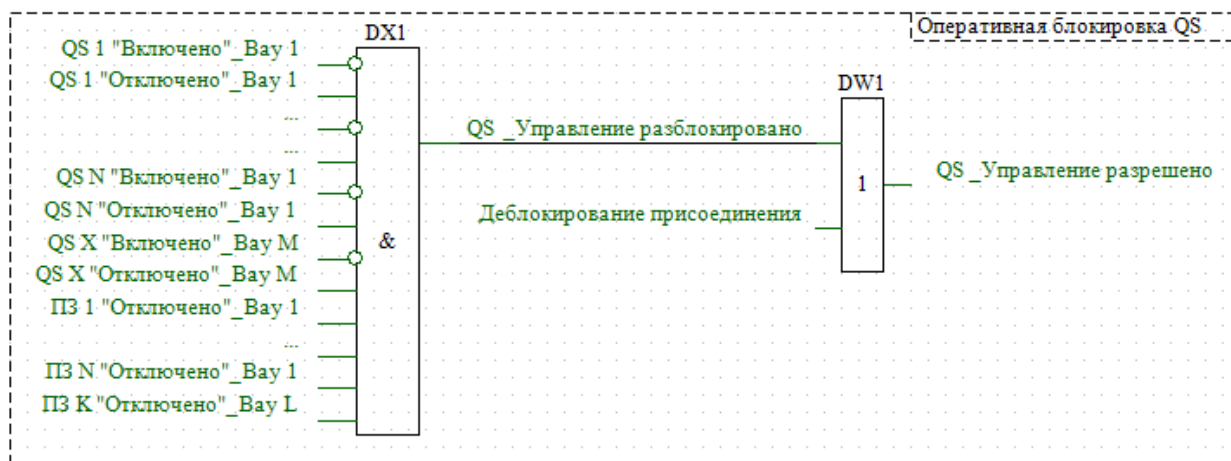 Оперативная блокировка QS
DX1
QS 1 "Включено"_Bay 1
QS 1 "Отключено"_Bay 1
...
...
QS N "Включено"_Bay 1
QS N "Отключено"_Bay 1
QS X "Включено"_Bay M
QS X "Отключено"_Bay M
ПЗ 1 "Отключено"_Bay 1
...
ПЗ N "Отключено"_Bay 1
ПЗ K "Отключено"_Bay L
&
QS _Управление разблокировано
Деблокирование присоединения
DW1
1
QS _Управление разрешено